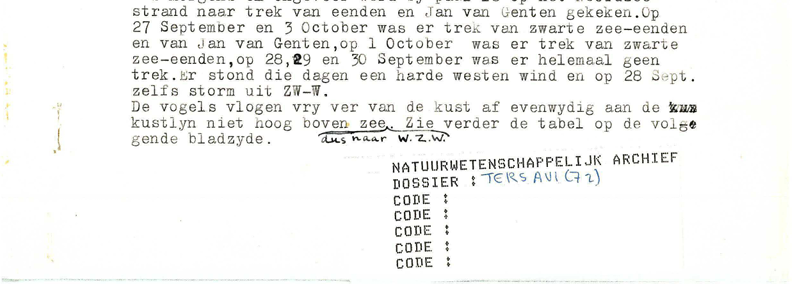 strand naar trek van eenden en Jan van Genten gekeken.Op
27 September en 3 October was er trek van zwarte zee-eenden
en van Jan van Genten,op 1 October was er trek van zwarte
zee-eenden,op 28,29 en 30 September was er helemaal geen
trek.Er stond die dagen een harde westen wind en op 28 Sept.
zelfs storm uit ZW-W.
De vogels vlogen vry ver van de kust af evenwydig aan de
kustlyn niet hoog boven zee. Zie verder de tabel op de volge
gende bladzyde. dus naar W.Z.W.
NATUURWETENSCHAPPELIJK ARCHIEF
DOSSIER : TERS AVI (72)
CODE :
CODE :
CODE :
CODE :
CODE :